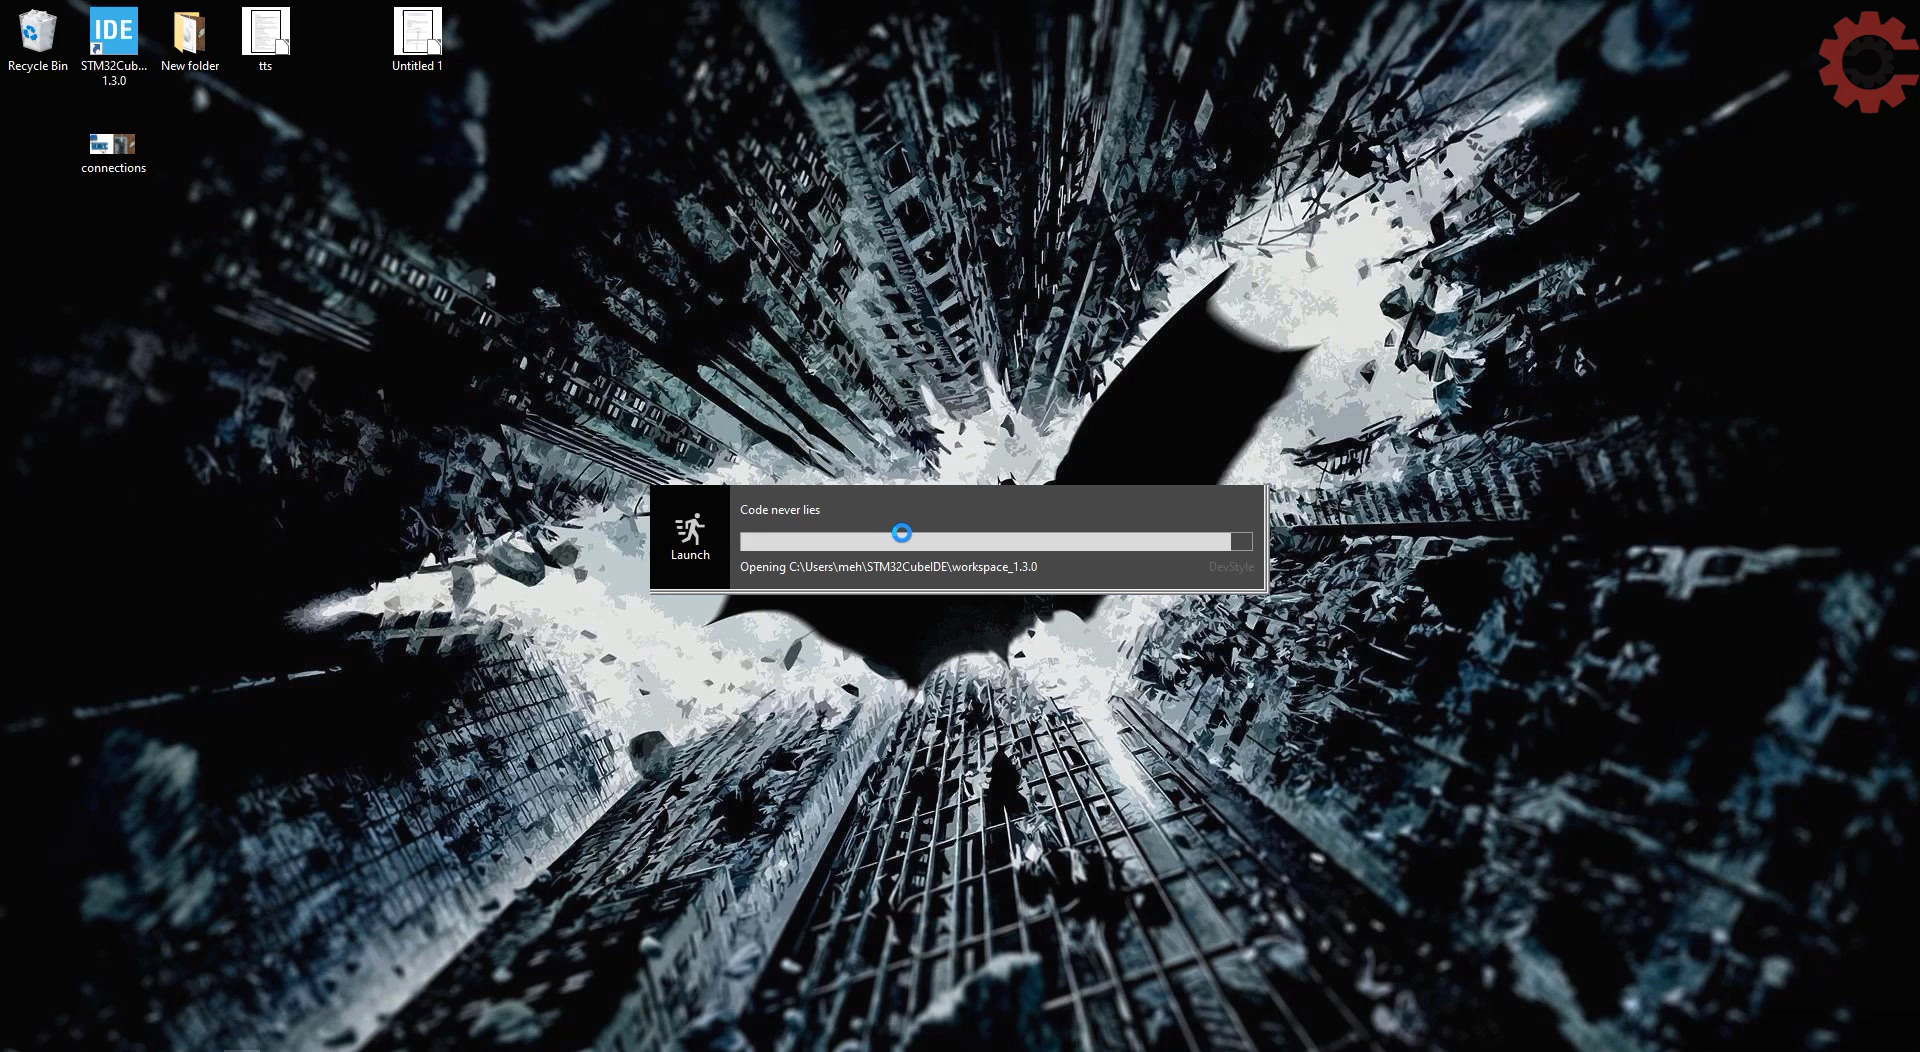 Recycle Bin
IDE
STM32Cub...
1.3.0
New folder
tts
Untitled 1
connections
Code never lies
Launch
Opening C:\Users\meh\STM32CubeIDE\workspace_1.3.0
DevStyle